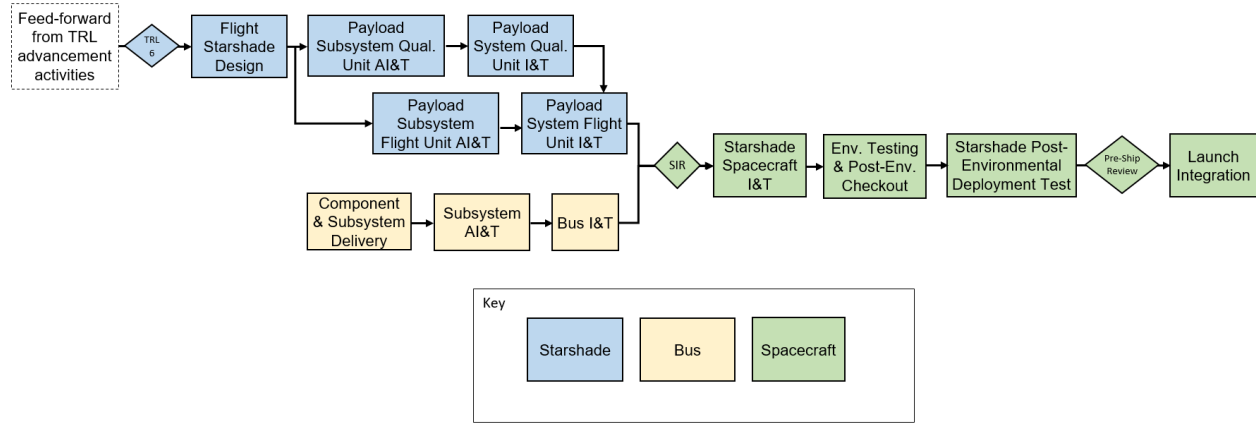 Feed-forward
from TRL
advancement
activities
TRL
6
Flight
Starshade
Design
Payload
Subsystem Qual.
Unit AI&T
Payload
System Qual.
Unit I&T
Payload
Subsystem
Flight Unit AI&T
Payload
System Flight
Unit I&T
Component
& Subsystem
Delivery
Subsystem
AI&T
Bus I&T
SIR
Starshade
Spacecraft
I&T
Env. Testing
& Post-Env.
Checkout
Starshade Post-
Environmental
Deployment Test
Pre-Ship
Review
Launch
Integration
Key
Starshade
Bus
Spacecraft